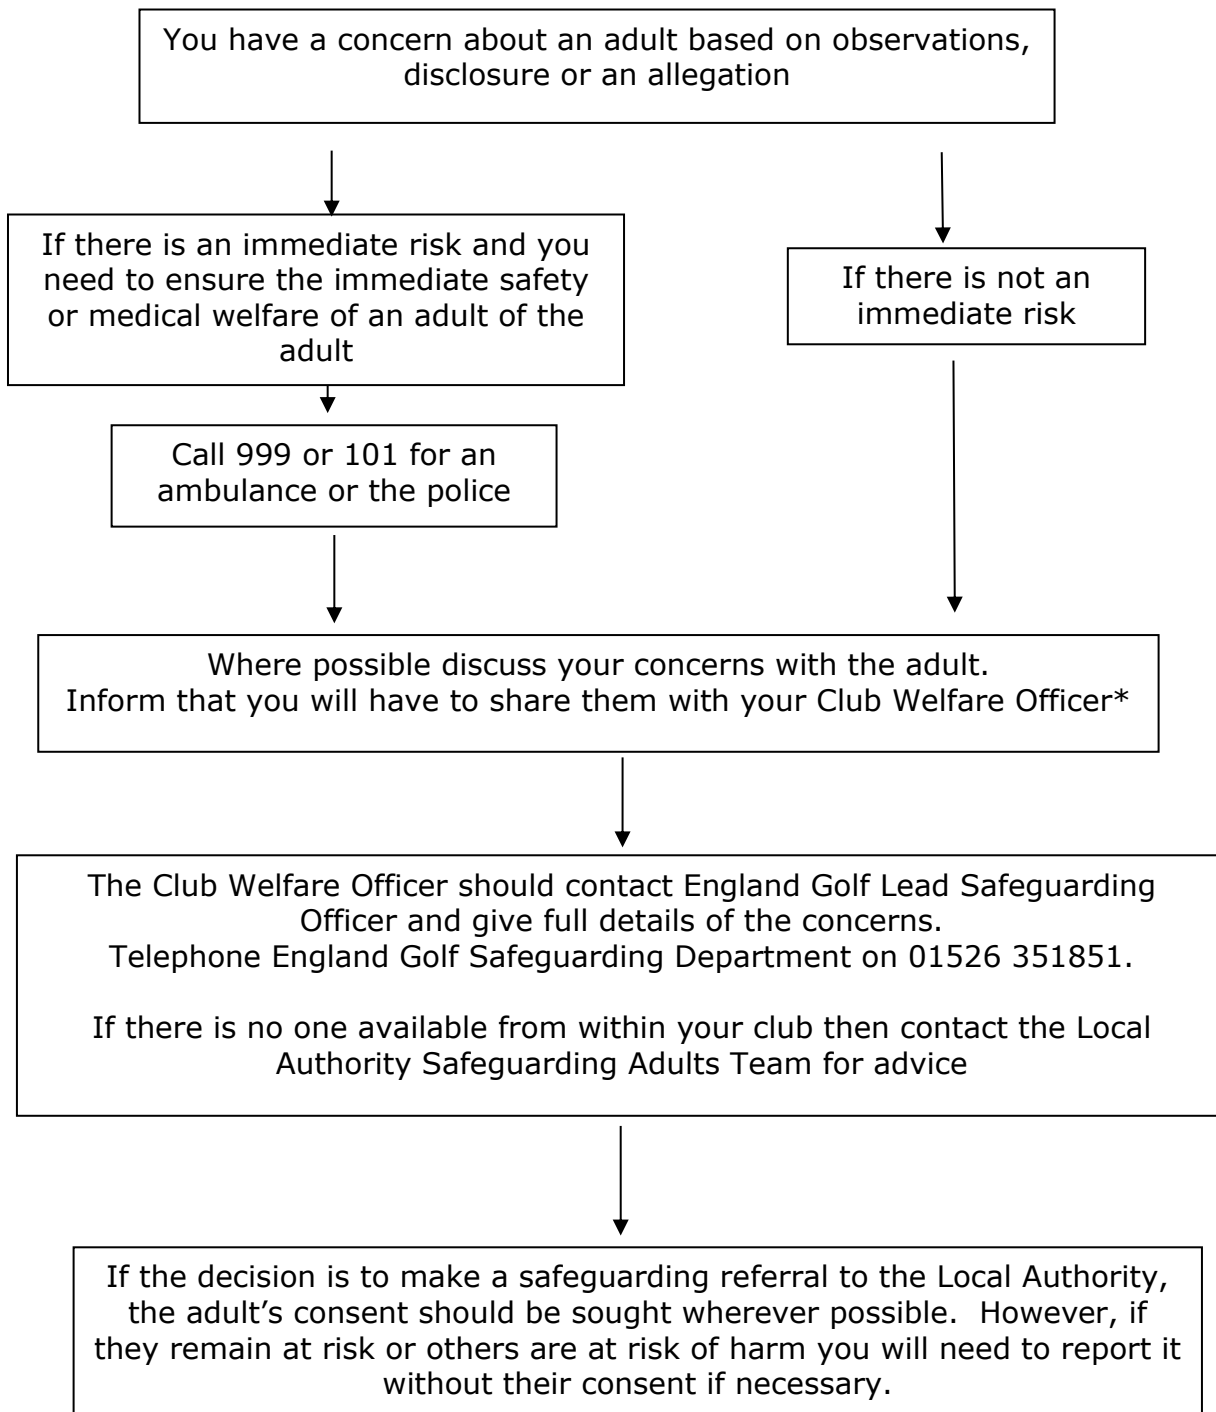 You have a concern about an adult based on observations,
disclosure or an allegation
If there is an immediate risk and you
need to ensure the immediate safety
or medical welfare of an adult of the
adult
If there is not an
immediate risk
Call 999 or 101 for an
ambulance or the police
Where possible discuss your concerns with the adult.
Inform that you will have to share them with your Club Welfare Officer*
The Club Welfare Officer should contact England Golf Lead Safeguarding
Officer and give full details of the concerns.
Telephone England Golf Safeguarding Department on 01526 351851.
If there is no one available from within your club then contact the Local
Authority Safeguarding Adults Team for advice
If the decision is to make a safeguarding referral to the Local Authority,
the adult’s consent should be sought wherever possible.  However, if
they remain at risk or others are at risk of harm you will need to report it
without their consent if necessary.